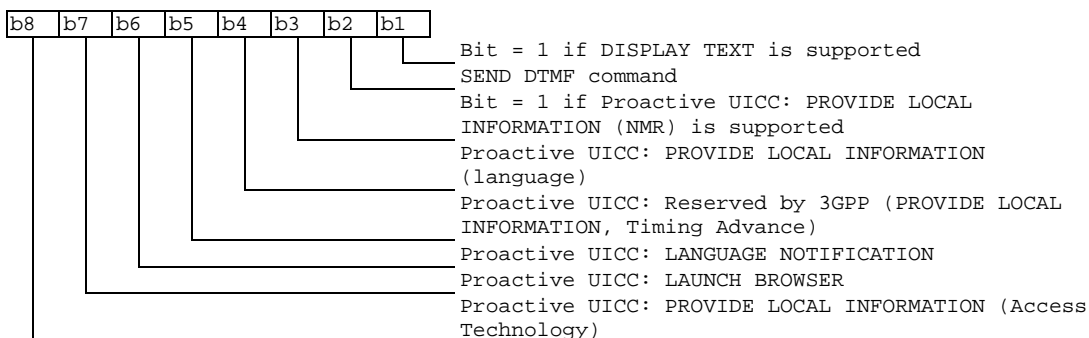 b8 b7 b6 b5 b4 b3 b2 b1
Bit = 1 if DISPLAY TEXT is supported
SEND DTMF command
Bit = 1 if Proactive UICC: PROVIDE LOCAL
INFORMATION (NMR) is supported
Proactive UICC: PROVIDE LOCAL INFORMATION
(language)
Proactive UICC: Reserved by 3GPP (PROVIDE LOCAL
INFORMATION, Timing Advance)
Proactive UICC: LANGUAGE NOTIFICATION
Proactive UICC: LAUNCH BROWSER
Proactive UICC: PROVIDE LOCAL INFORMATION (Access
Technology)